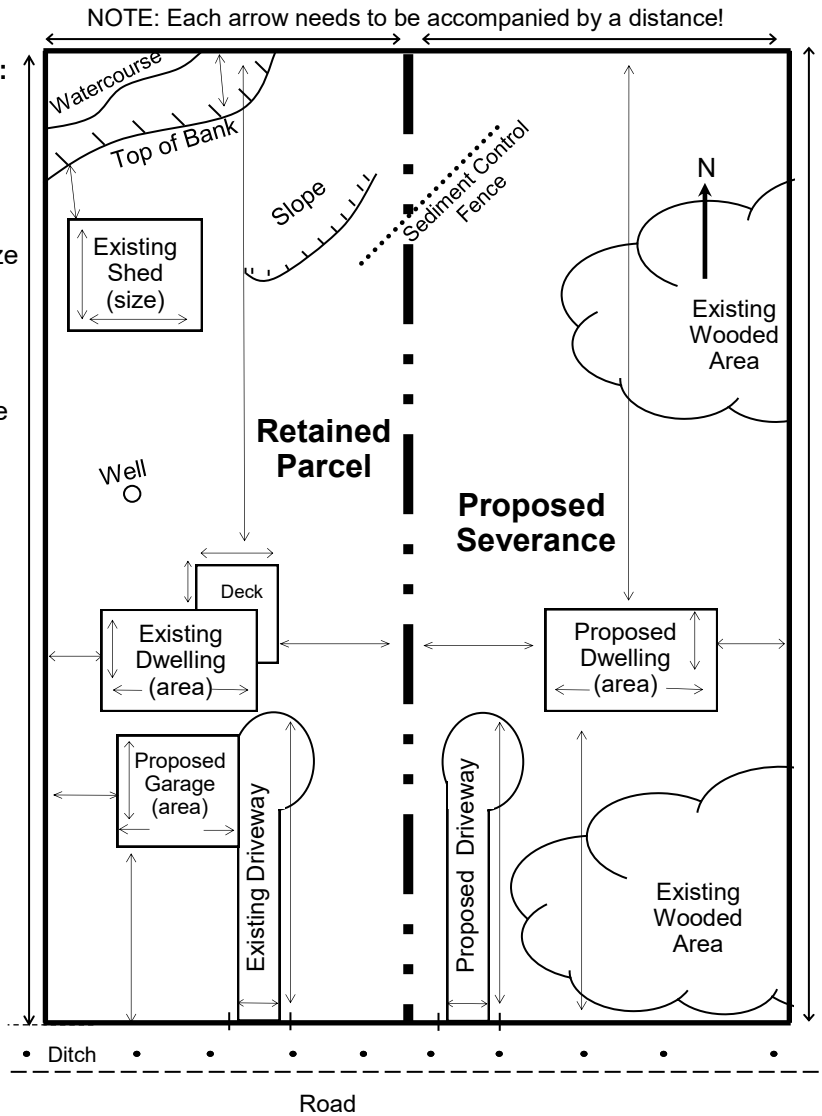 NOTE: Each arrow needs to be accompanied by a distance!
:
Watercourse
Top of Bank
Slope
Sediment Control
Fence
N
ze
Existing
Shed
(size)
Existing
Wooded
Area
e
Retained
Parcel
Well
Proposed
Severance
Deck
Existing
Dwelling
(area)
Proposed
Dwelling
(area)
Proposed
Garage
(area)
Existing Driveway
Proposed Driveway
Existing
Wooded
Area
Ditch
Road